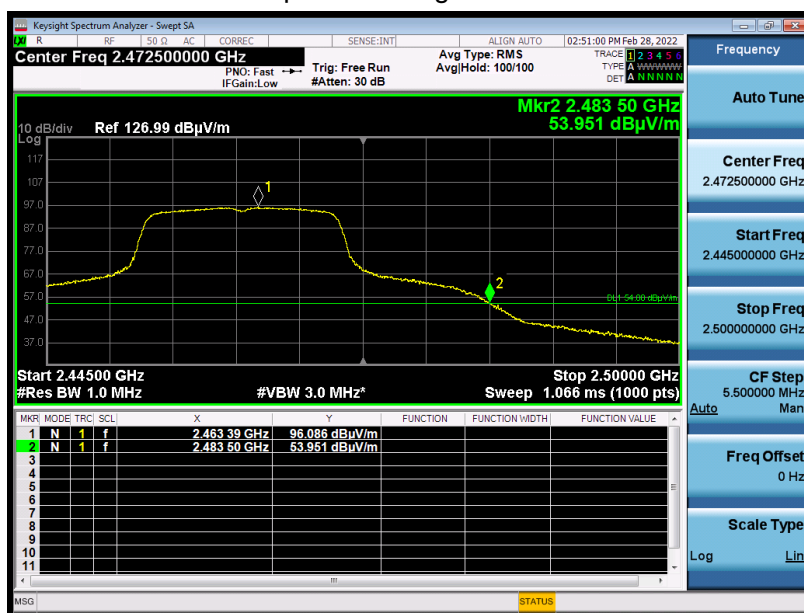 Keysight Spectrum Analyzer - Swept SA
LXI R RF 50 Ω AC CORREC SENSE:INT ALIGN AUTO 02:51:00 PM Feb 28, 2022
Center Freq 2.472500000 GHz
PNO: Fast
IFGain:Low
Trig: Free Run
#Atten: 30 dB
Avg Type: RMS
Avg|Hold: 100/100
TRACE 1 2 3 4 5 6
TYPE A WWWWW
DET A N N N N N
Mkr2 2.483 50 GHz
53.951 dBµV/m
10 dB/div Ref 126.99 dBµV/m
Log
117
107
97.0
87.0
77.0
67.0
57.0
47.0
37.0
1
2
DL1 54.00 dBµV/m
Start 2.44500 GHz
Stop 2.50000 GHz
#Res BW 1.0 MHz
#VBW 3.0 MHz*
Sweep 1.066 ms (1000 pts)
MKR MODE TRC SCL X Y FUNCTION FUNCTION WIDTH FUNCTION VALUE
1 N 1 f 2.463 39 GHz 96.086 dBµV/m
2 N 1 f 2.483 50 GHz 53.951 dBµV/m
3
4
5
6
7
8
9
10
11
MSG
STATUS
Frequency
Auto Tune
Center Freq
2.472500000 GHz
Start Freq
2.445000000 GHz
Stop Freq
2.500000000 GHz
CF Step
5.500000 MHz
Auto Man
Freq Offset
0 Hz
Scale Type
Log Lin